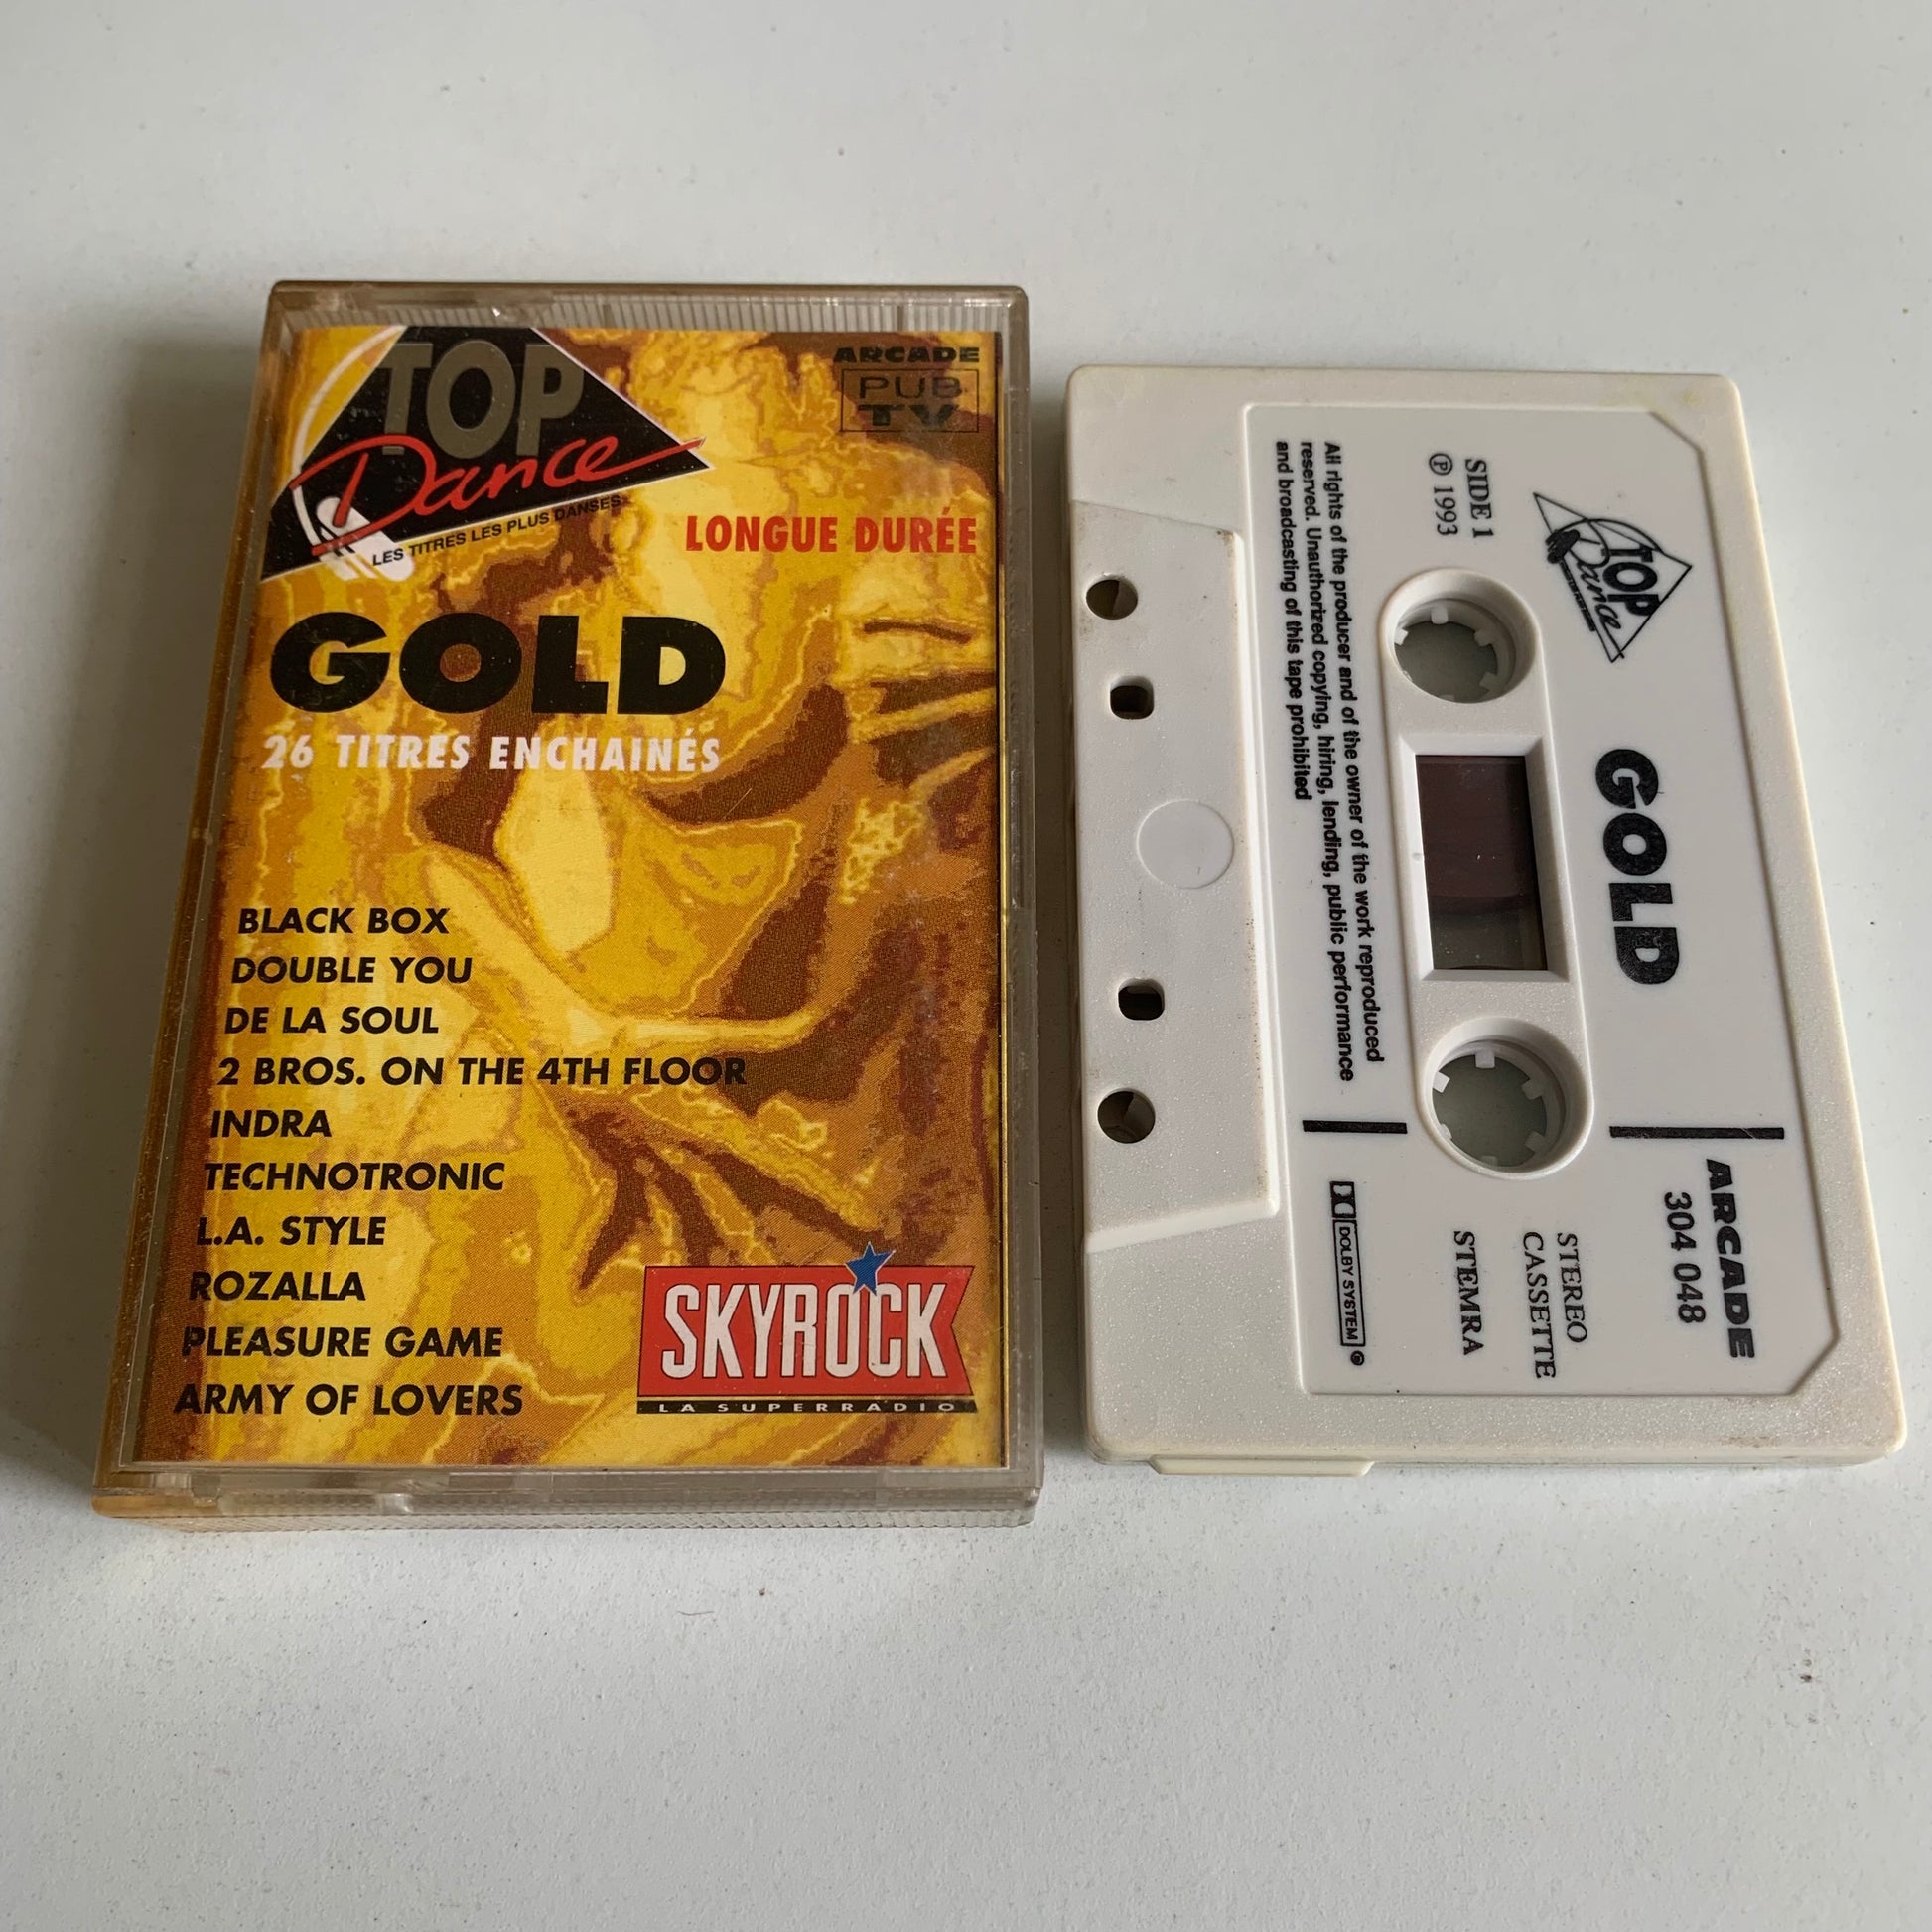 TOP
Dance
LES TITRES LES PLUS DANSES
ARCADE
PUB
TV
LONGUE DURÉE
GOLD
26 TITRES ENCHAINÉS
BLACK BOX
DOUBLE YOU
DE LA SOUL
2 BROS. ON THE 4TH FLOOR
INDRA
TECHNOTRONIC
L.A. STYLE
ROZALLA
PLEASURE GAME
ARMY OF LOVERS
SKYROCK
LA SUPERRADIO
TOP
Dance
GOLD
ARCADE
304 048
SIDE 1
℗ 1993
STEREO
CASSETTE
STEMRA
All rights of the producer and of the owner of the work reproduced
reserved. Unauthorized copying, hiring, lending, public performance
and broadcasting of this tape prohibited
DOLBY SYSTEM